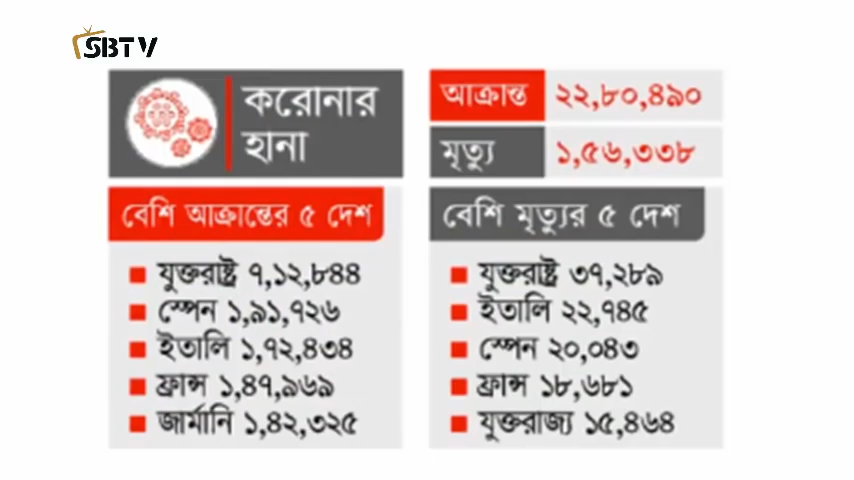 SBTV
করোনার
হানা
আক্রান্ত ২২,৮০,৪৯০
মৃত্যু ১,৫৬,৩৩৮
বেশি আক্রান্তের ৫ দেশ
যুক্তরাষ্ট্র ৭,১২,৮৪৪
স্পেন ১,৯১,৭২৬
ইতালি ১,৭২,৪৩৪
ফ্রান্স ১,৪৭,৯৬৯
জার্মানি ১,৪২,৩২৫
বেশি মৃত্যুর ৫ দেশ
যুক্তরাষ্ট্র ৩৭,২৮৯
ইতালি ২২,৭৪৫
স্পেন ২০,০৪৩
ফ্রান্স ১৮,৬৮১
যুক্তরাজ্য ১৫,৪৬৪